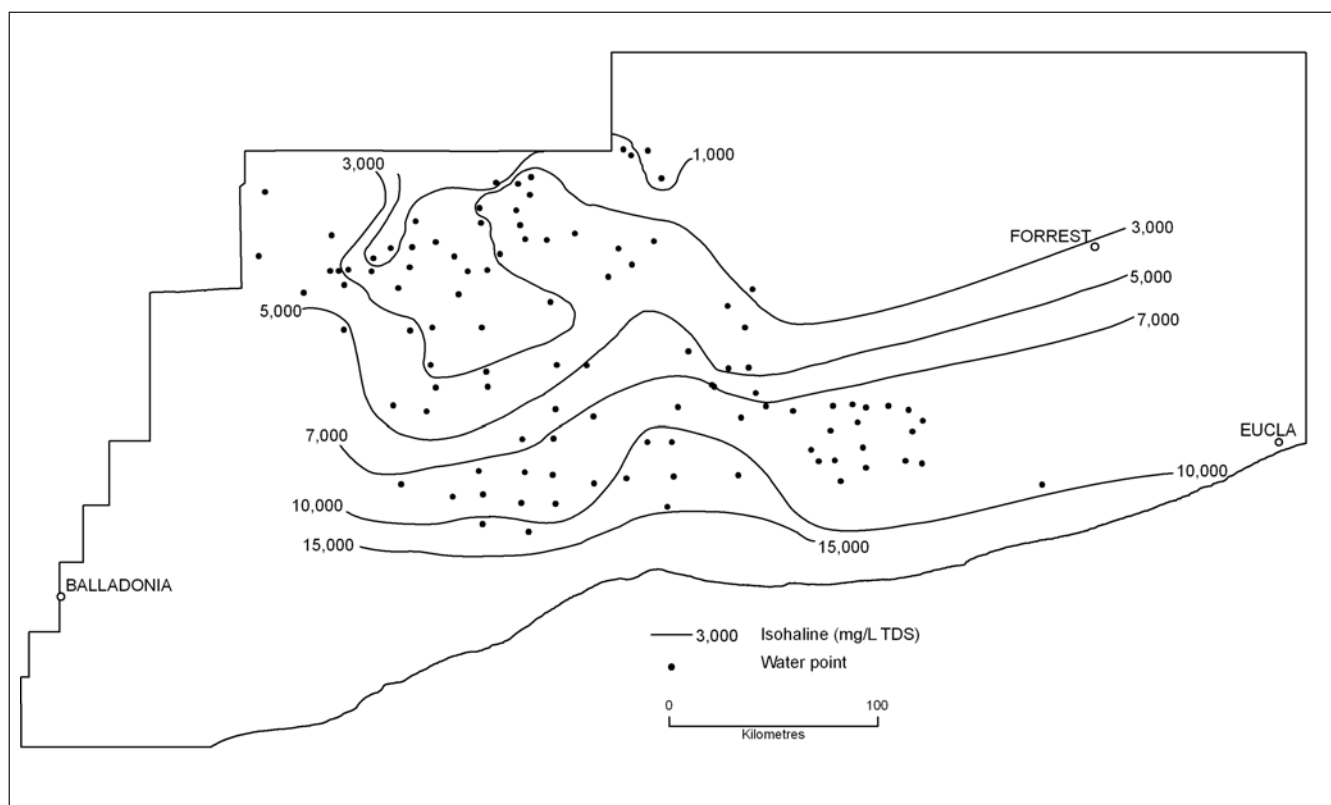 1,000
3,000
FORREST
3,000
5,000
5,000
7,000
7,000
EUCLA
10,000
10,000
15,000
15,000
BALLADONIA
3,000 Isohaline (mg/L TDS)
Water point
0 100
Kilometres